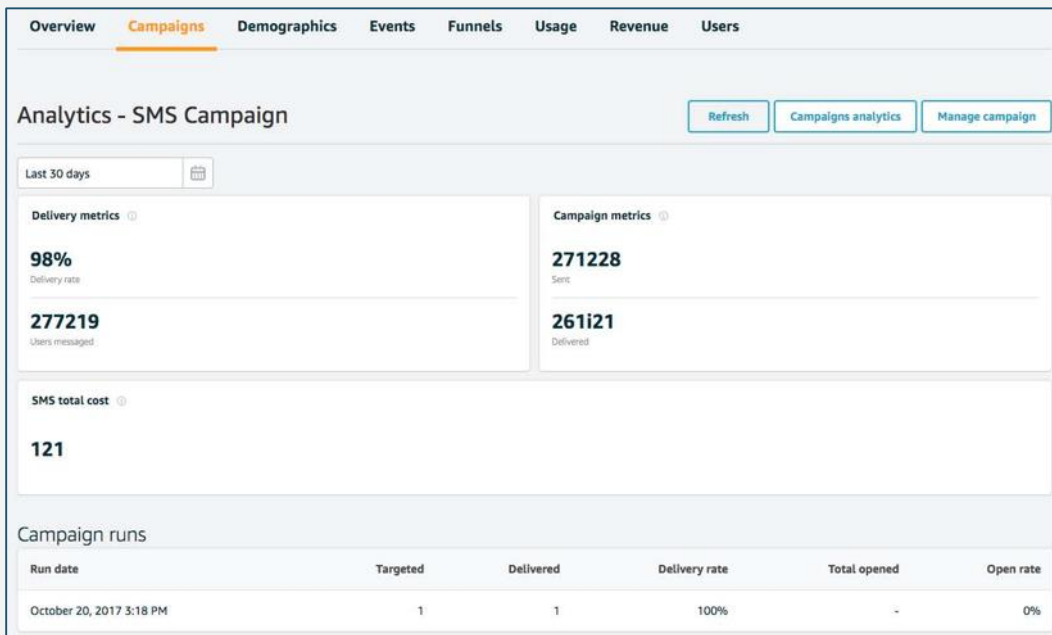 Overview Campaigns Demographics Events Funnels Usage Revenue Users
Analytics - SMS Campaign
Refresh Campaigns analytics Manage campaign
Last 30 days
Delivery metrics
98%
Delivery rate
277219
Users messaged
Campaign metrics
271228
Sent
261i21
Delivered
SMS total cost
121
Campaign runs
Run date Targeted Delivered Delivery rate Total opened Open rate
October 20, 2017 3:18 PM 1 1 100% - 0%